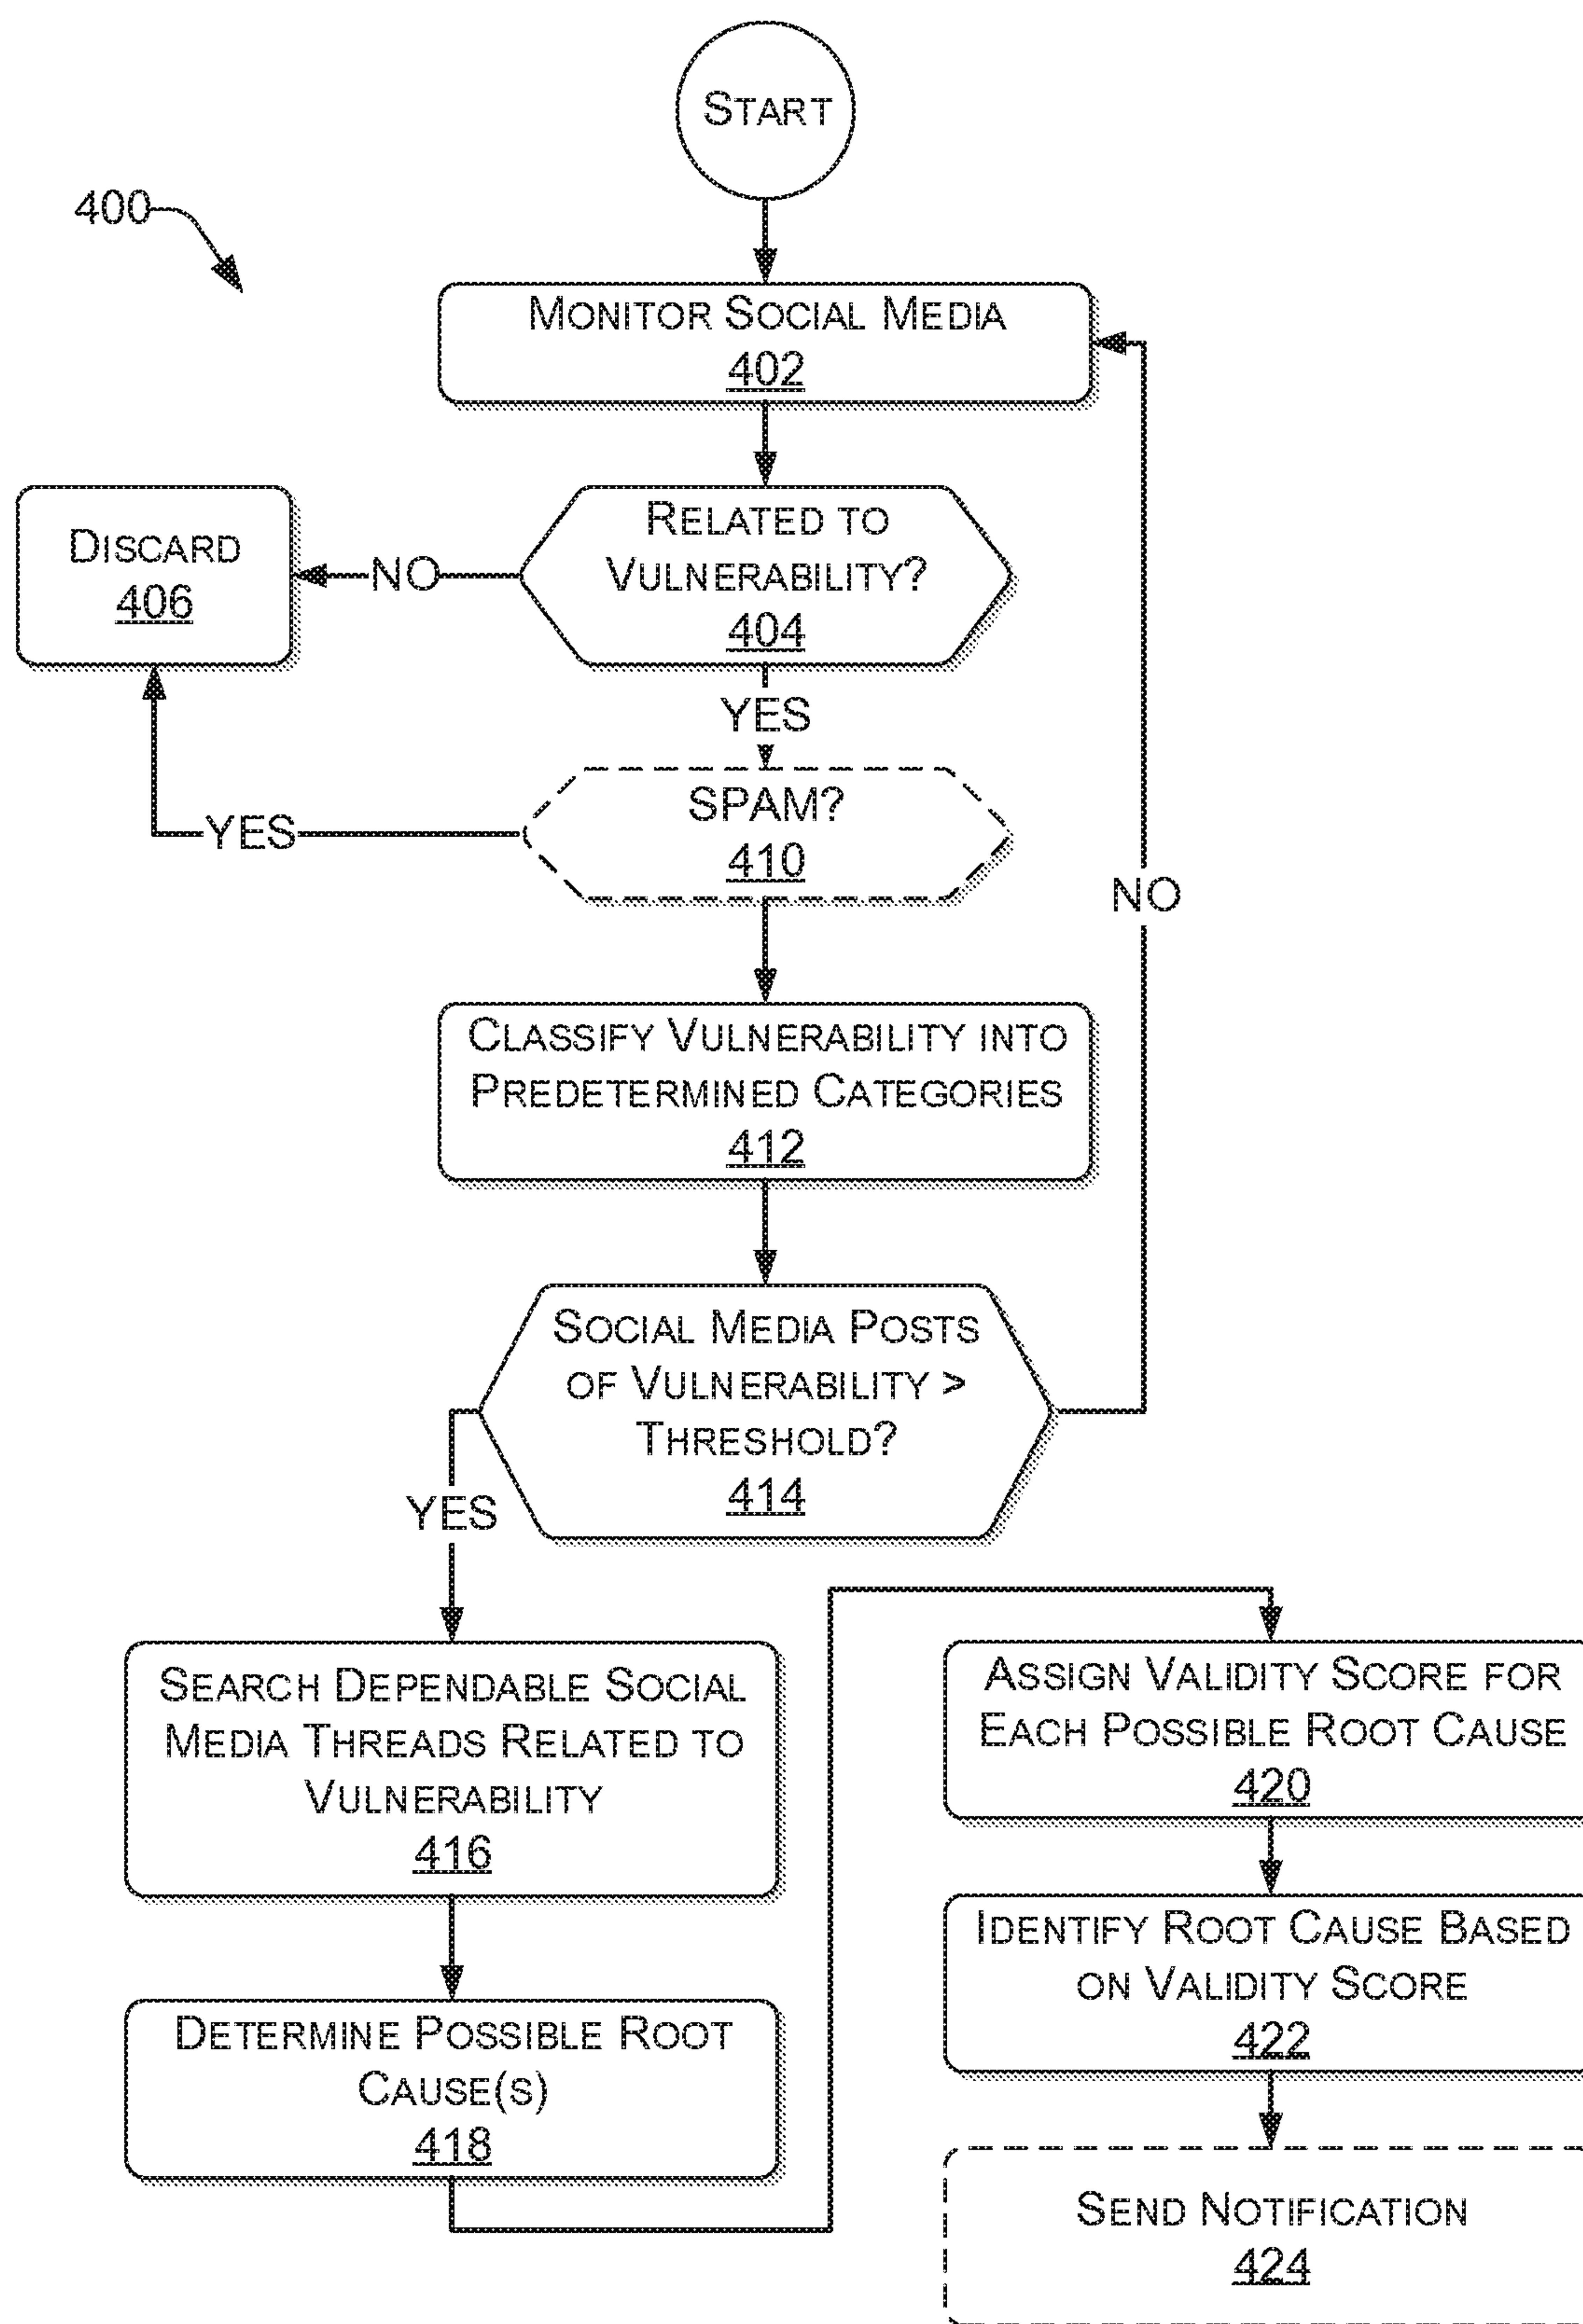 START
400
MONITOR SOCIAL MEDIA
402
RELATED TO
VULNERABILITY?
404
NO
DISCARD
406
YES
SPAM?
410
YES
NO
CLASSIFY VULNERABILITY INTO
PREDETERMINED CATEGORIES
412
SOCIAL MEDIA POSTS
OF VULNERABILITY >
THRESHOLD?
414
YES
SEARCH DEPENDABLE SOCIAL
MEDIA THREADS RELATED TO
VULNERABILITY
416
DETERMINE POSSIBLE ROOT
CAUSE(S)
418
ASSIGN VALIDITY SCORE FOR
EACH POSSIBLE ROOT CAUSE
420
IDENTIFY ROOT CAUSE BASED
ON VALIDITY SCORE
422
SEND NOTIFICATION
424